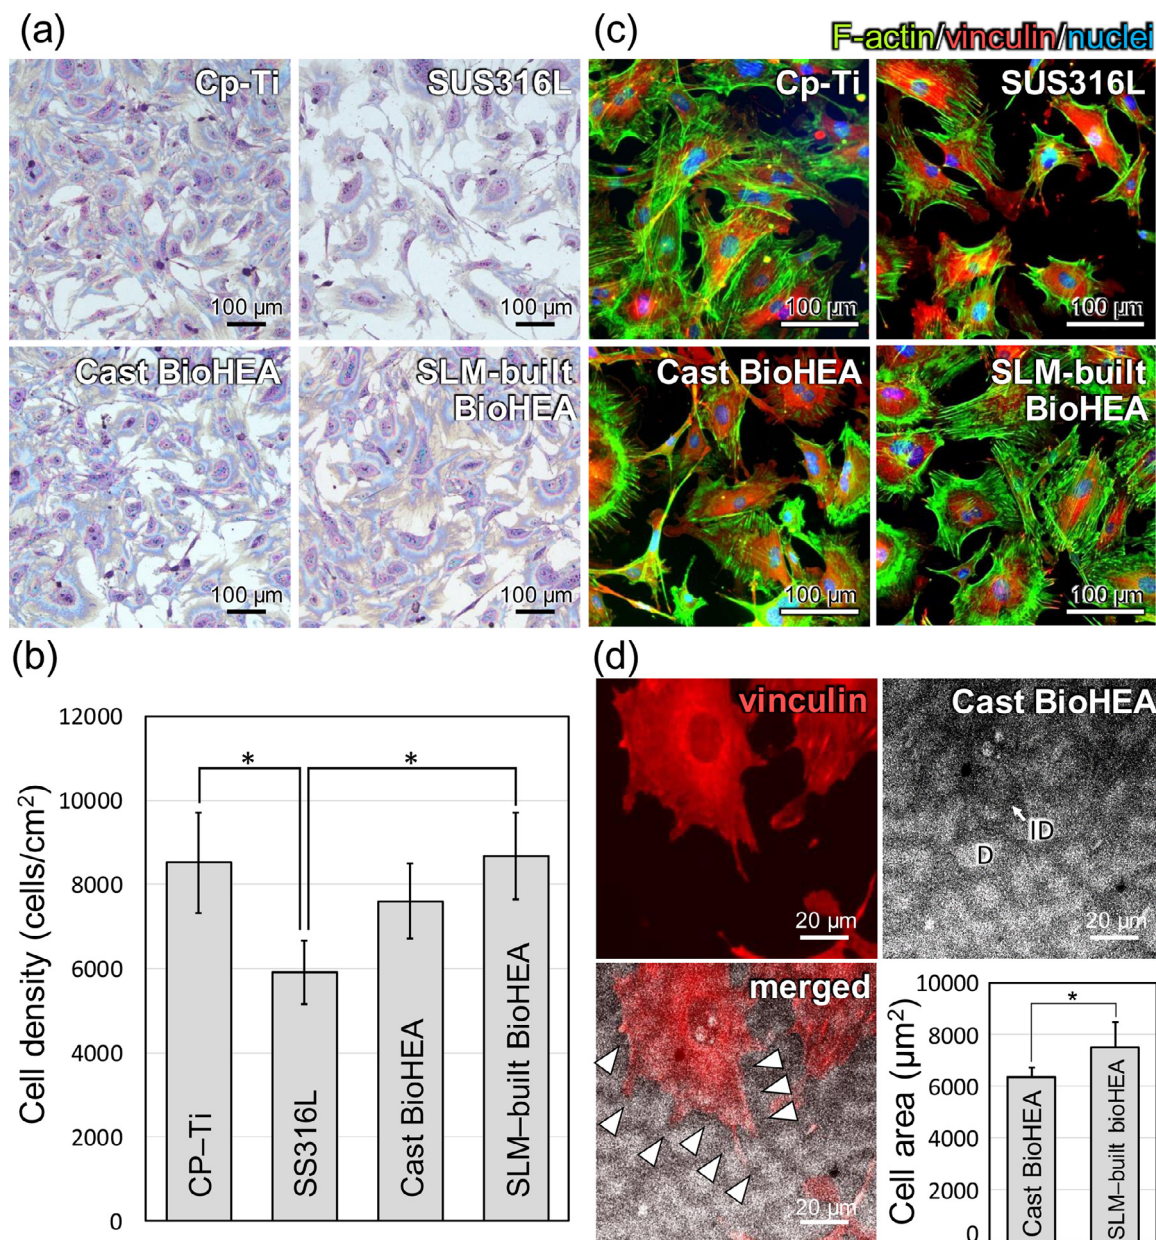 (a)
Cp-Ti
100 µm
SUS316L
100 µm
Cast BioHEA
100 µm
SLM-built
BioHEA
100 µm
(c)
F-actin/vinculin/nuclei
Cp-Ti
100 µm
SUS316L
100 µm
Cast BioHEA
100 µm
SLM-built
BioHEA
100 µm
(b)
Cell density (cells/cm²)
12000
10000
8000
6000
4000
2000
0
*
*
CP–Ti
SS316L
Cast BioHEA
SLM–built BioHEA
(d)
vinculin
20 µm
Cast BioHEA
ID
D
20 µm
merged
20 µm
Cell area (µm²)
10000
8000
6000
4000
2000
0
*
Cast BioHEA
SLM–built bioHEA